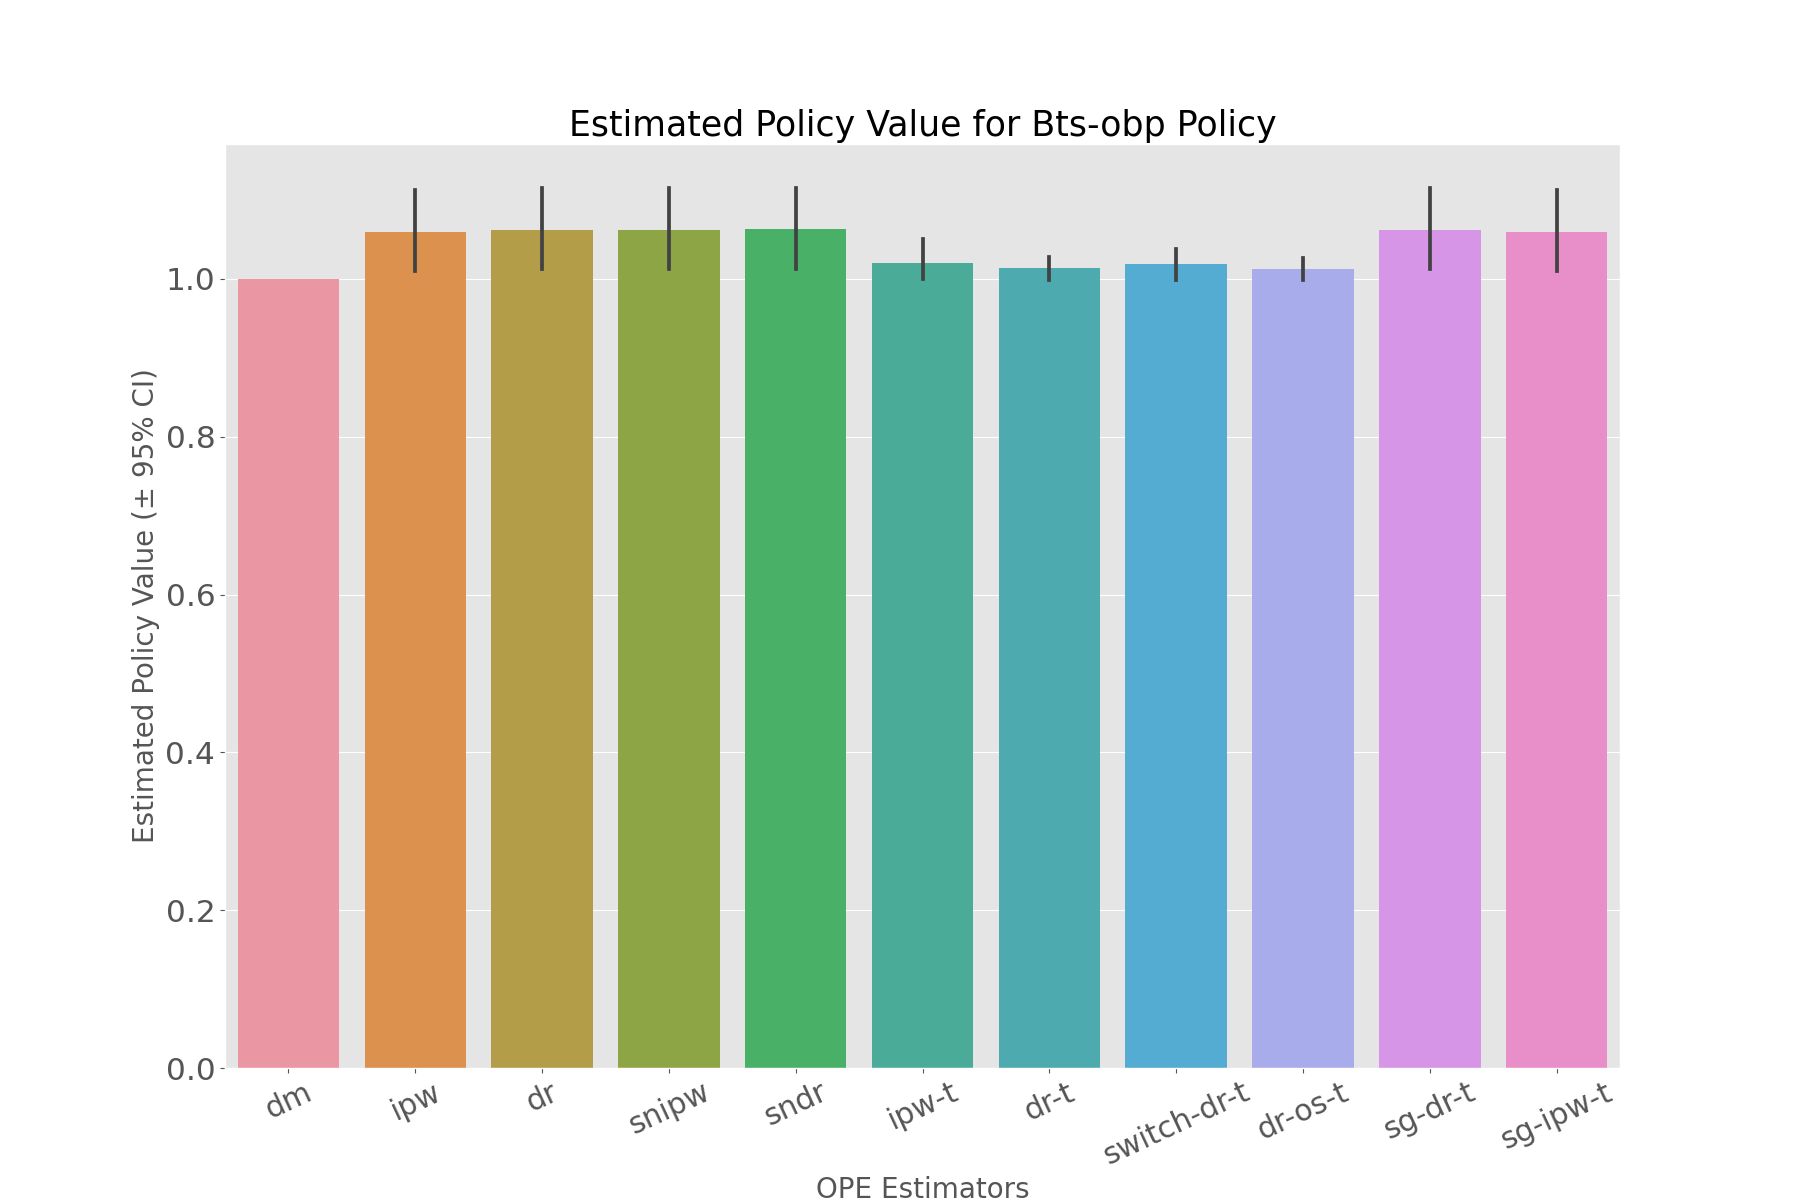 Estimated Policy Value for Bts-obp Policy
Estimated Policy Value (± 95% CI)
1.0
0.8
0.6
0.4
0.2
0.0
dm
ipw
dr
snipw
sndr
ipw-t
dr-t
switch-dr-t
dr-os-t
sg-dr-t
sg-ipw-t
OPE Estimators